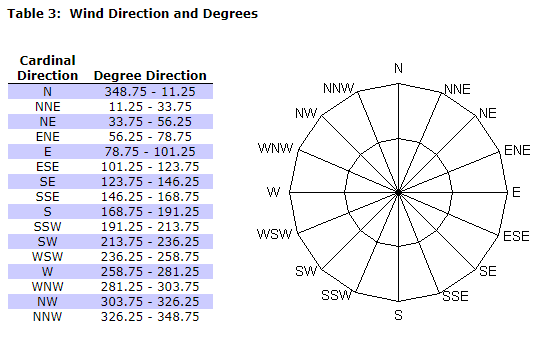 Table 3:  Wind Direction and Degrees
Cardinal
Direction Degree Direction
N 348.75 - 11.25
NNE 11.25 - 33.75
NE 33.75 - 56.25
ENE 56.25 - 78.75
E 78.75 - 101.25
ESE 101.25 - 123.75
SE 123.75 - 146.25
SSE 146.25 - 168.75
S 168.75 - 191.25
SSW 191.25 - 213.75
SW 213.75 - 236.25
WSW 236.25 - 258.75
W 258.75 - 281.25
WNW 281.25 - 303.75
NW 303.75 - 326.25
NNW 326.25 - 348.75
N
NNW NNE
NW NE
WNW ENE
W E
WSW ESE
SW SE
SSW SSE
S